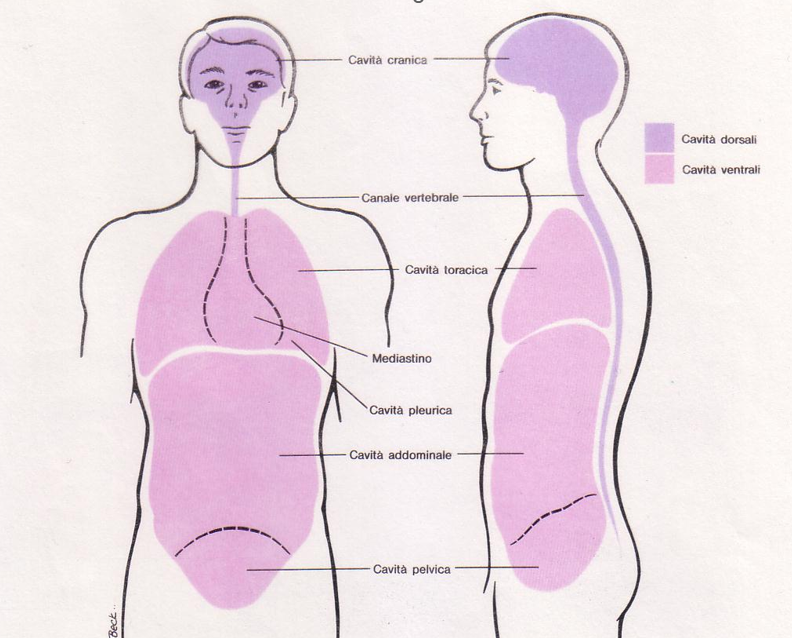 Cavità cranica
Cavità dorsali
Cavità ventrali
Canale vertebrale
Cavità toracica
Mediastino
Cavità pleurica
Cavità addominale
Cavità pelvica
Beck..